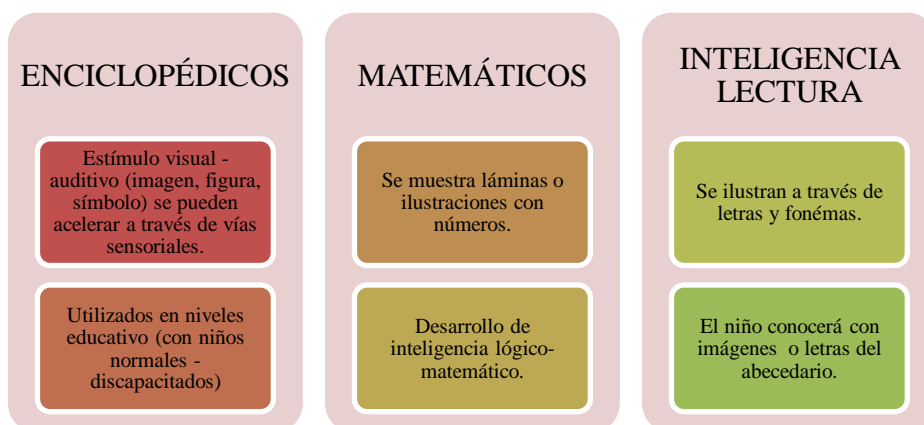 ENCICLOPÉDICOS
Estímulo visual -
auditivo (imagen, figura,
símbolo) se pueden
acelerar a través de vías
sensoriales.
Utilizados en niveles
educativo (con niños
normales -
discapacitados)
MATEMÁTICOS
Se muestra láminas o
ilustraciones con
números.
Desarrollo de
inteligencia lógico-
matemático.
INTELIGENCIA
LECTURA
Se ilustran a través de
letras y fonémas.
El niño conocerá con
imágenes o letras del
abecedario.